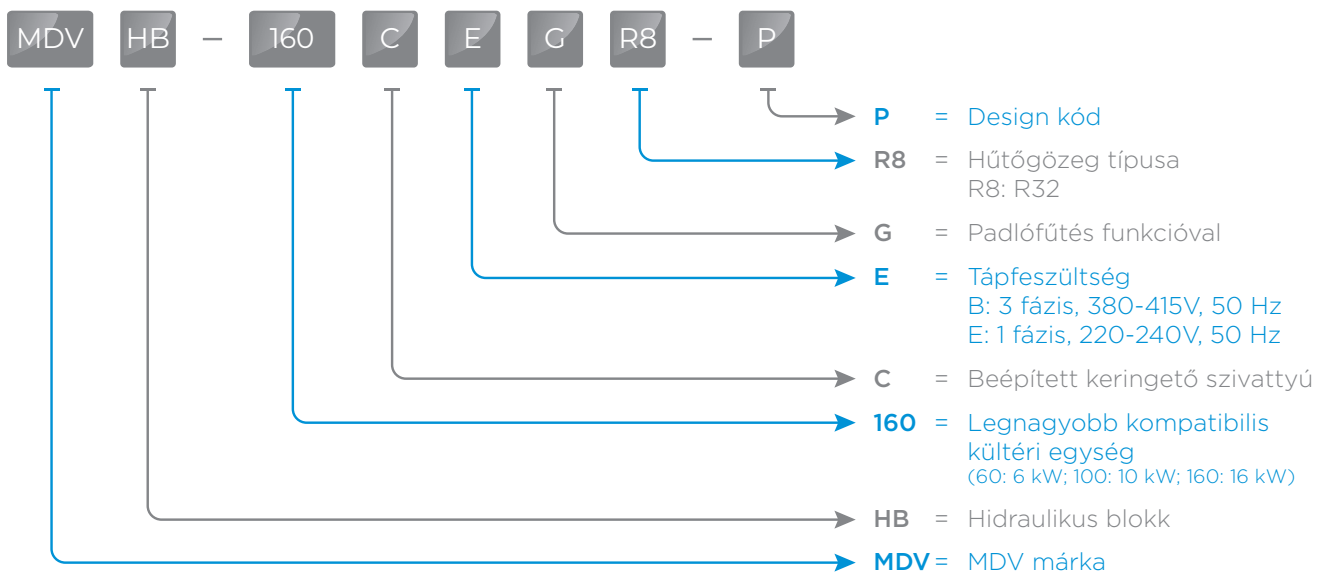 MDV HB – 160 C E G R8 – P
P = Design kód
R8 = Hűtőgözeg típusa
R8: R32
G = Padlófűtés funkcióval
E = Tápfeszültség
B: 3 fázis, 380-415V, 50 Hz
E: 1 fázis, 220-240V, 50 Hz
C = Beépített keringető szivattyú
160 = Legnagyobb kompatibilis
kültéri egység
(60: 6 kW; 100: 10 kW; 160: 16 kW)
HB = Hidraulikus blokk
MDV = MDV márka